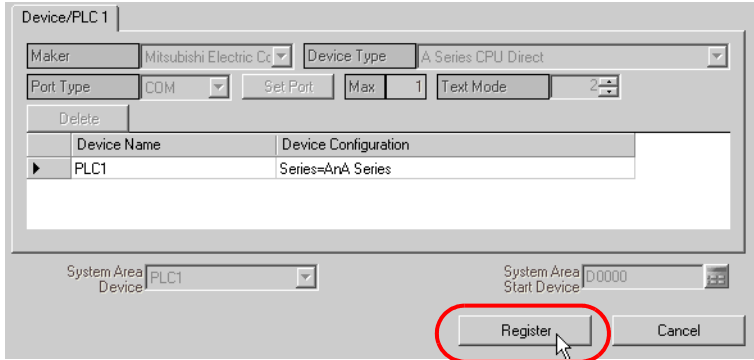 Device/PLC 1
Maker Mitsubishi Electric Co Device Type A Series CPU Direct
Port Type COM Set Port Max 1 Text Mode 2
Delete
Device Name Device Configuration
PLC1 Series=AnA Series
System Area Device PLC1 System Area Start Device D0000
Register Cancel